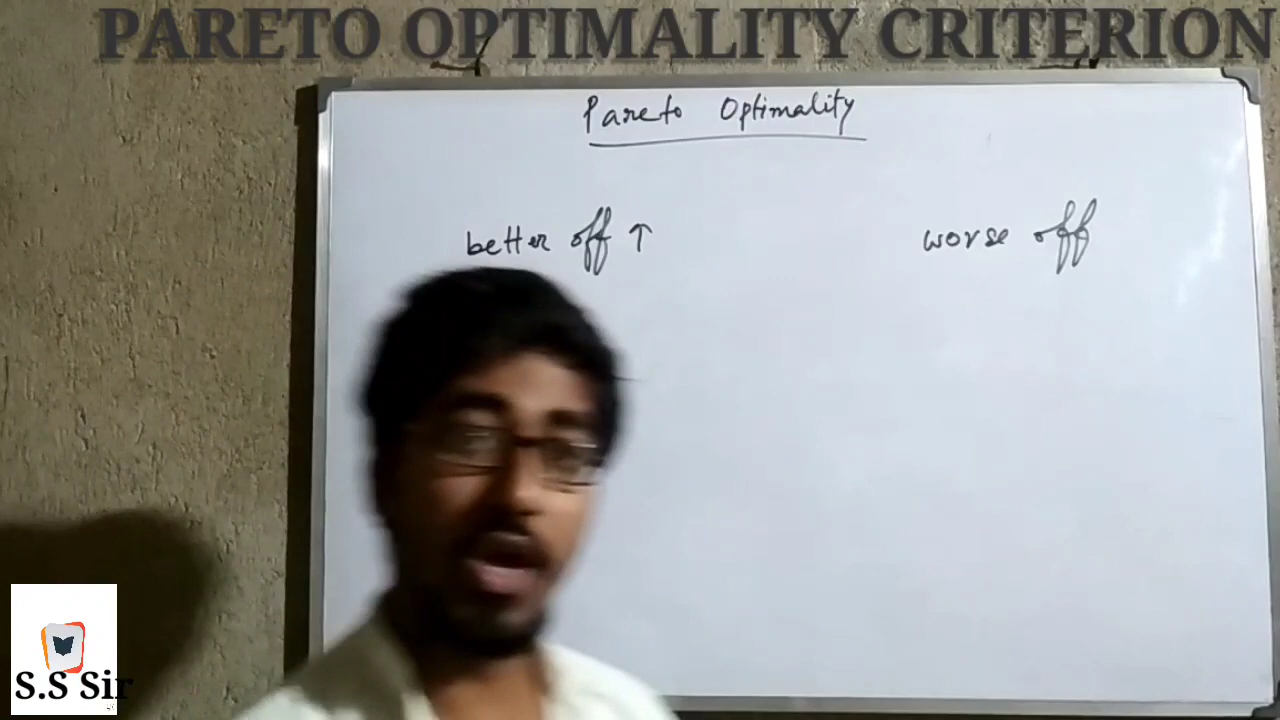 PARETO OPTIMALITY CRITERION
Pareto Optimality
better off ↑ worse off
S.S Sir